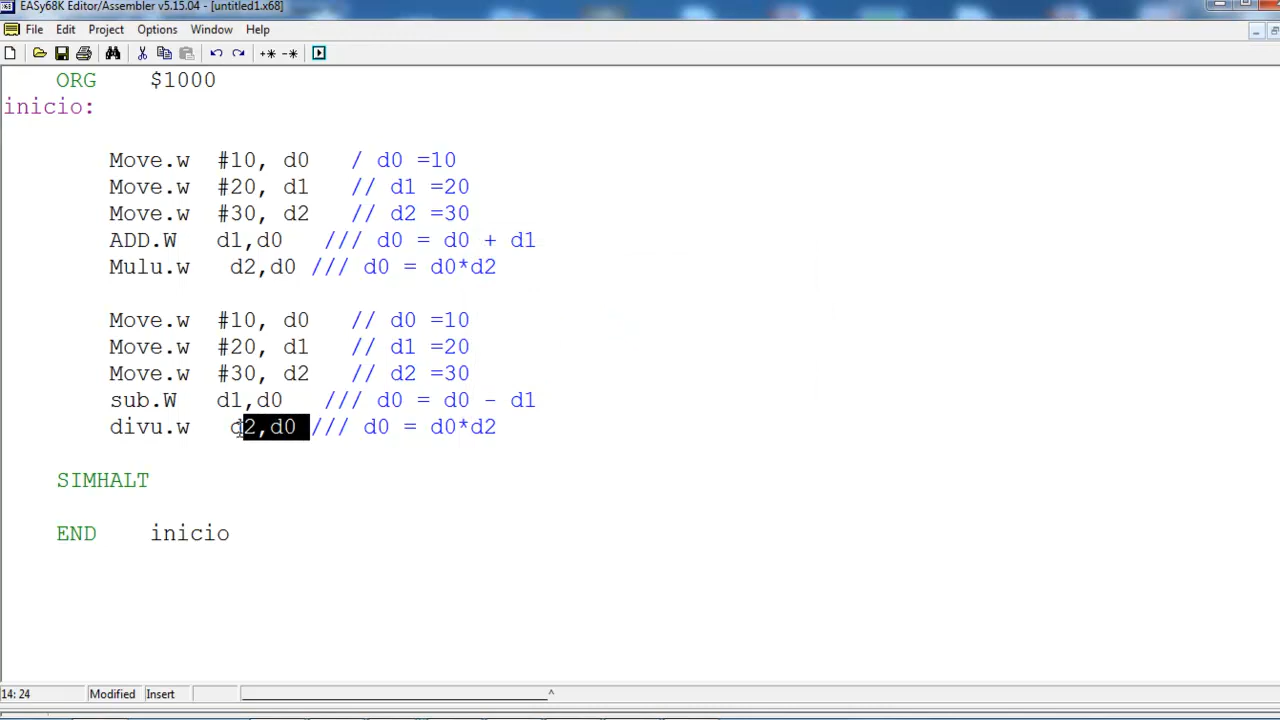 EASy68K Editor/Assembler v5.15.04 - [untitled1.x68]
File Edit Project Options Window Help
ORG $1000
inicio:
Move.w #10, d0 / d0 =10
Move.w #20, d1 // d1 =20
Move.w #30, d2 // d2 =30
ADD.W d1,d0 /// d0 = d0 + d1
Mulu.w d2,d0 /// d0 = d0*d2
Move.w #10, d0 // d0 =10
Move.w #20, d1 // d1 =20
Move.w #30, d2 // d2 =30
sub.W d1,d0 /// d0 = d0 - d1
divu.w d2,d0 /// d0 = d0*d2
SIMHALT
END inicio
14: 24 Modified Insert